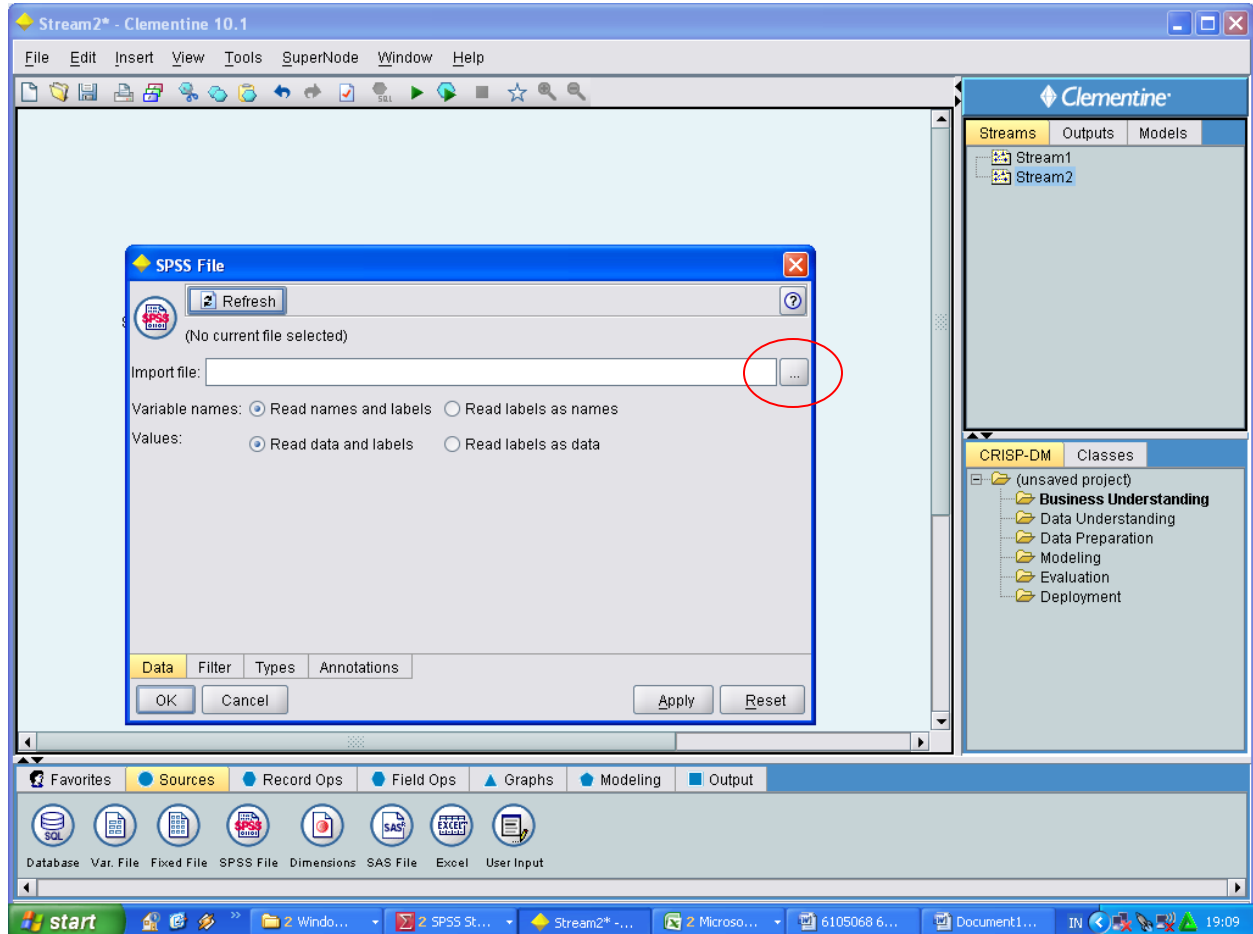 Stream2* - Clementine 10.1
File Edit Insert View Tools SuperNode Window Help
SQL
Clementine
Streams Outputs Models
Stream1
Stream2
SPSS File
Refresh
SPSS
(No current file selected)
Import file: ...
Variable names: Read names and labels Read labels as names
Values: Read data and labels Read labels as data
Data Filter Types Annotations
OK Cancel Apply Reset
CRISP-DM Classes
(unsaved project)
Business Understanding
Data Understanding
Data Preparation
Modeling
Evaluation
Deployment
Favorites Sources Record Ops Field Ops Graphs Modeling Output
SQL SPSS SAS EXCEL
Database Var. File Fixed File SPSS File Dimensions SAS File Excel User Input
start 2 Windo... 2 SPSS St... Stream2* -... 2 Microso... 6105068 6... Document1... IN 19:09